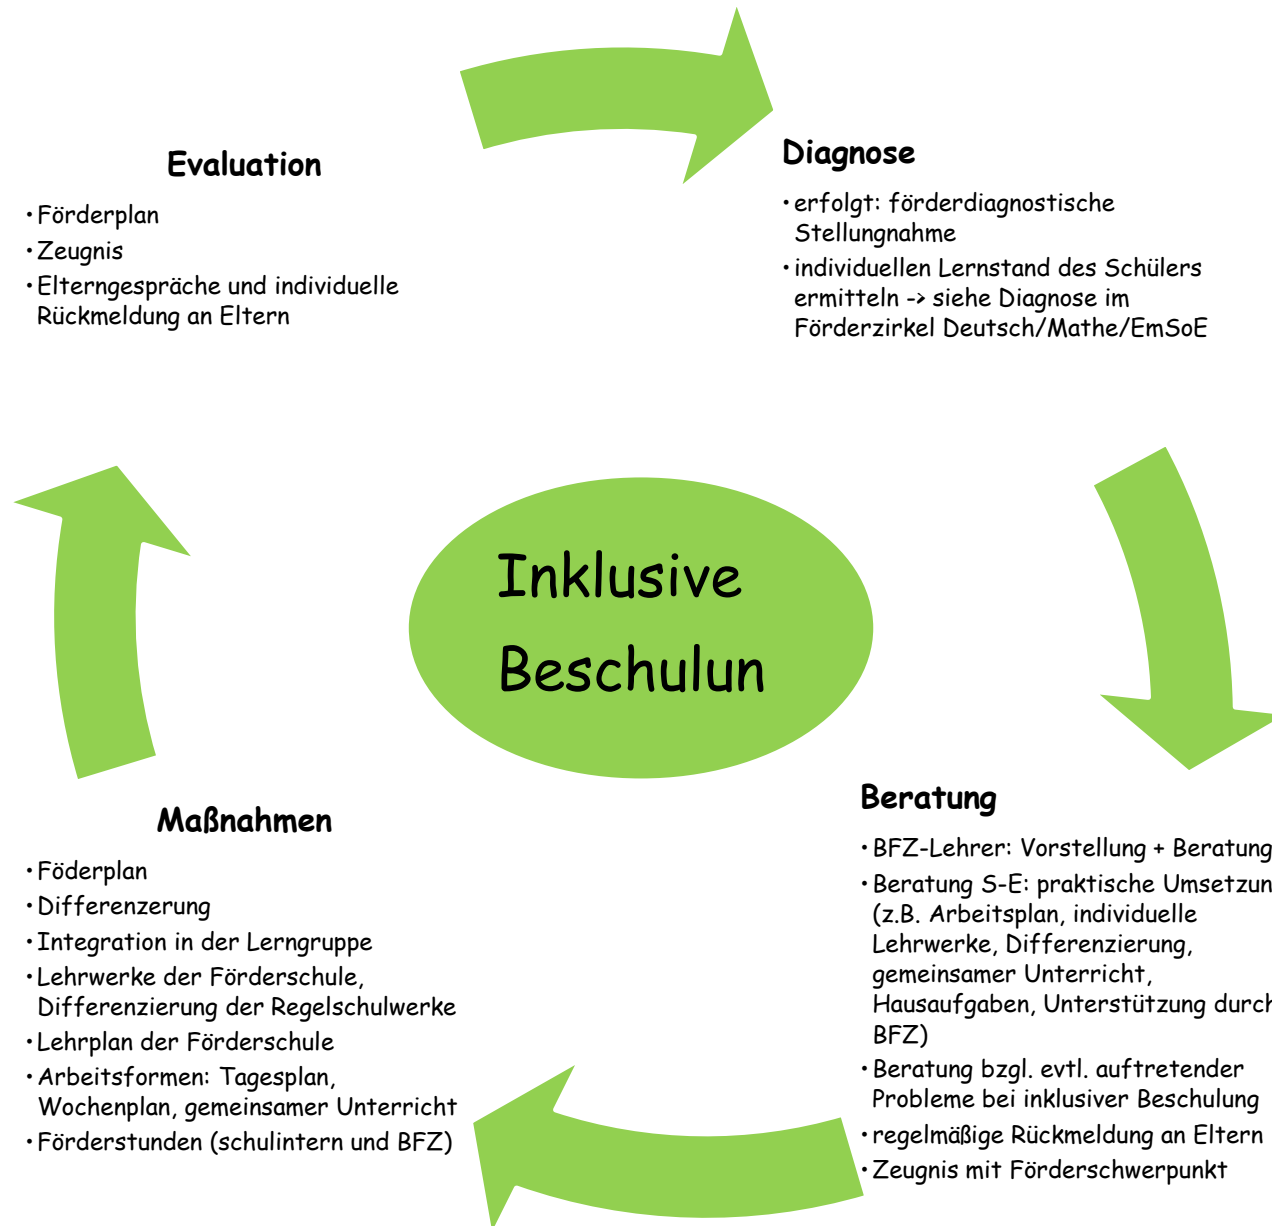 Evaluation
· Förderplan
· Zeugnis
· Elterngespräche und individuelle
Rückmeldung an Eltern
Diagnose
· erfolgt: förderdiagnostische
Stellungnahme
· individuellen Lernstand des Schülers
ermitteln -> siehe Diagnose im
Förderzirkel Deutsch/Mathe/EmSoE
Inklusive
Beschulun
Maßnahmen
· Föderplan
· Differenzerung
· Integration in der Lerngruppe
· Lehrwerke der Förderschule,
Differenzierung der Regelschulwerke
· Lehrplan der Förderschule
· Arbeitsformen: Tagesplan,
Wochenplan, gemeinsamer Unterricht
· Förderstunden (schulintern und BFZ)
Beratung
· BFZ-Lehrer: Vorstellung + Beratung
· Beratung S-E: praktische Umsetzun
(z.B. Arbeitsplan, individuelle
Lehrwerke, Differenzierung,
gemeinsamer Unterricht,
Hausaufgaben, Unterstützung durch
BFZ)
· Beratung bzgl. evtl. auftretender
Probleme bei inklusiver Beschulung
· regelmäßige Rückmeldung an Eltern
· Zeugnis mit Förderschwerpunkt